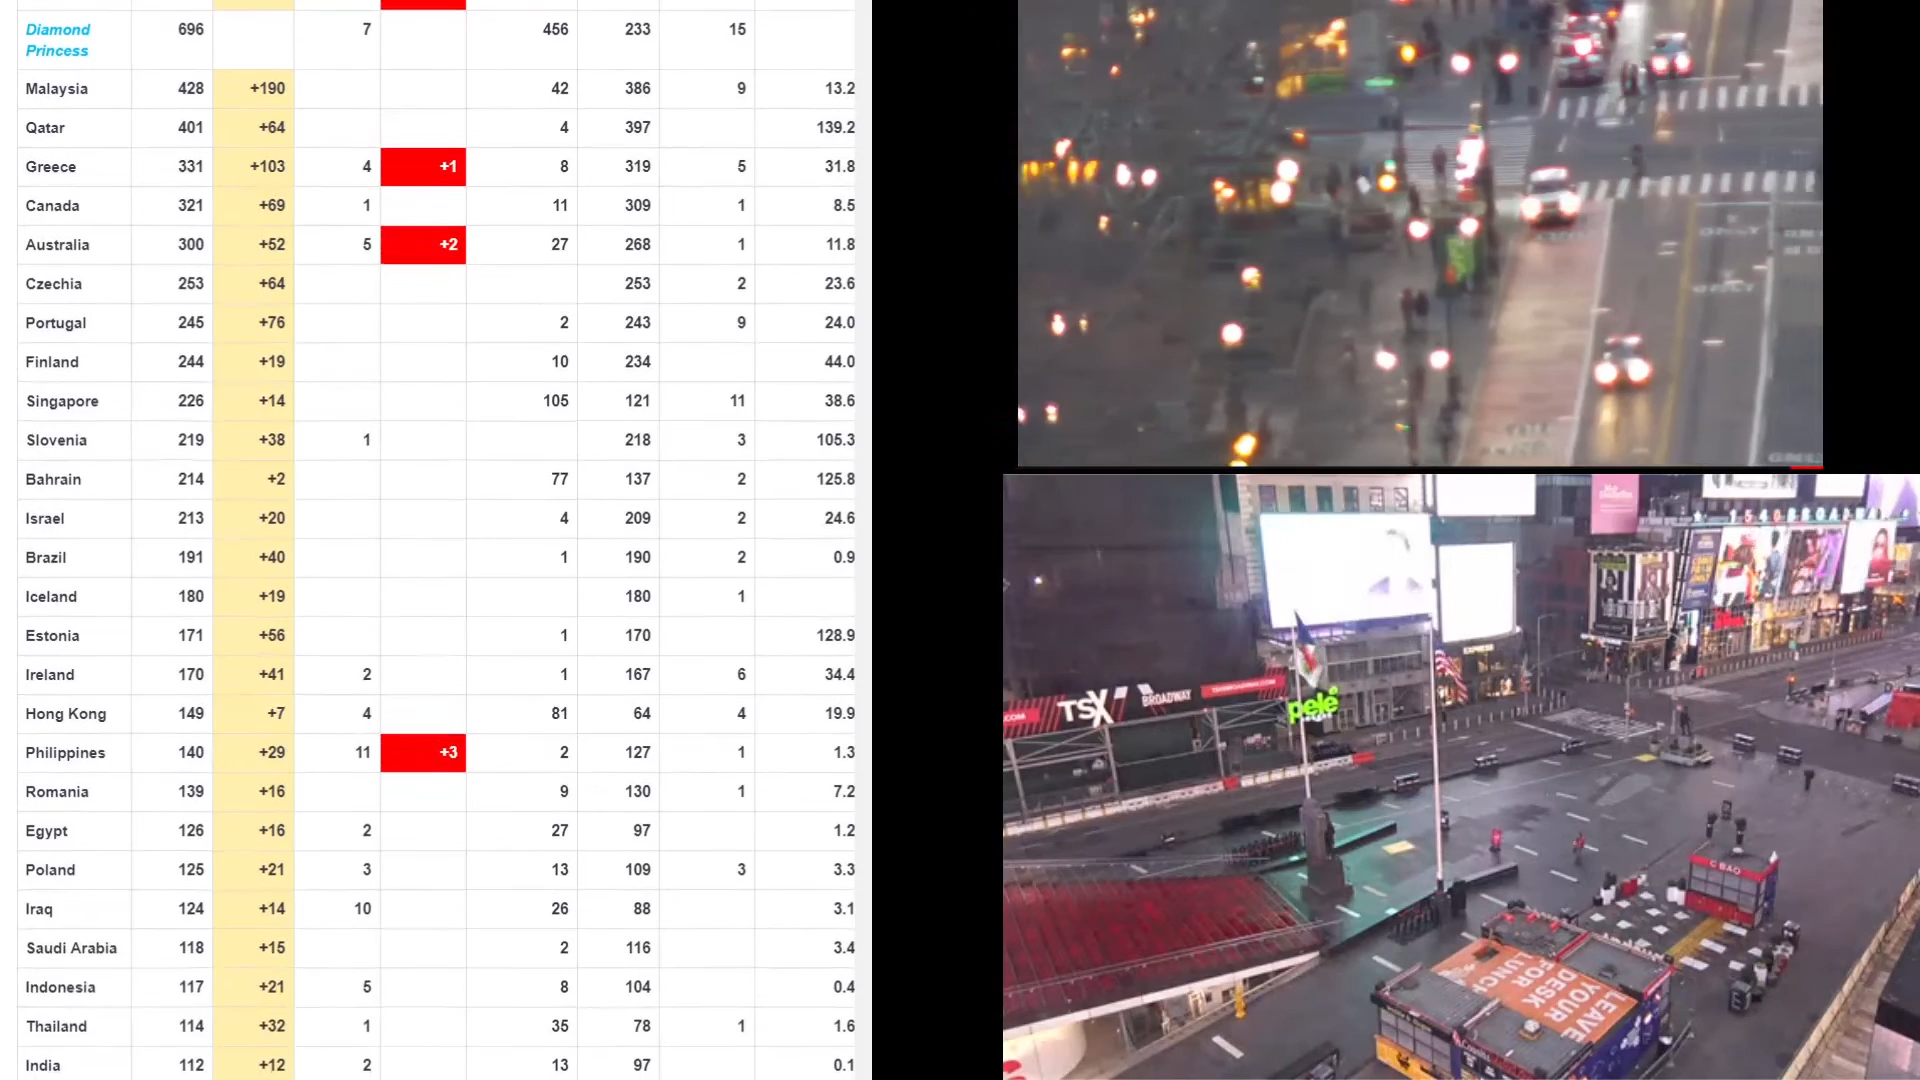 Diamond 696 7 456 233 15
Princess
Malaysia 428 +190 42 386 9 13.2
Qatar 401 +64 4 397 139.2
Greece 331 +103 4 +1 8 319 5 31.8
Canada 321 +69 1 11 309 1 8.5
Australia 300 +52 5 +2 27 268 1 11.8
Czechia 253 +64 253 2 23.6
Portugal 245 +76 2 243 9 24.0
Finland 244 +19 10 234 44.0
Singapore 226 +14 105 121 11 38.6
Slovenia 219 +38 1 218 3 105.3
Bahrain 214 +2 77 137 2 125.8
Israel 213 +20 4 209 2 24.6
Brazil 191 +40 1 190 2 0.9
Iceland 180 +19 180 1
Estonia 171 +56 1 170 128.9
Ireland 170 +41 2 1 167 6 34.4
Hong Kong 149 +7 4 81 64 4 19.9
Philippines 140 +29 11 +3 2 127 1 1.3
Romania 139 +16 9 130 1 7.2
Egypt 126 +16 2 27 97 1.2
Poland 125 +21 3 13 109 3 3.3
Iraq 124 +14 10 26 88 3.1
Saudi Arabia 118 +15 2 116 3.4
Indonesia 117 +21 5 8 104 0.4
Thailand 114 +32 1 35 78 1 1.6
India 112 +12 2 13 97 0.1
1540 BROADWAY
EXPRESS
.COM TSX BROADWAY TSXBROADWAY.COM
pelé
C BAO
LEAVE
YOUR
DESK
FOR
LUNCH